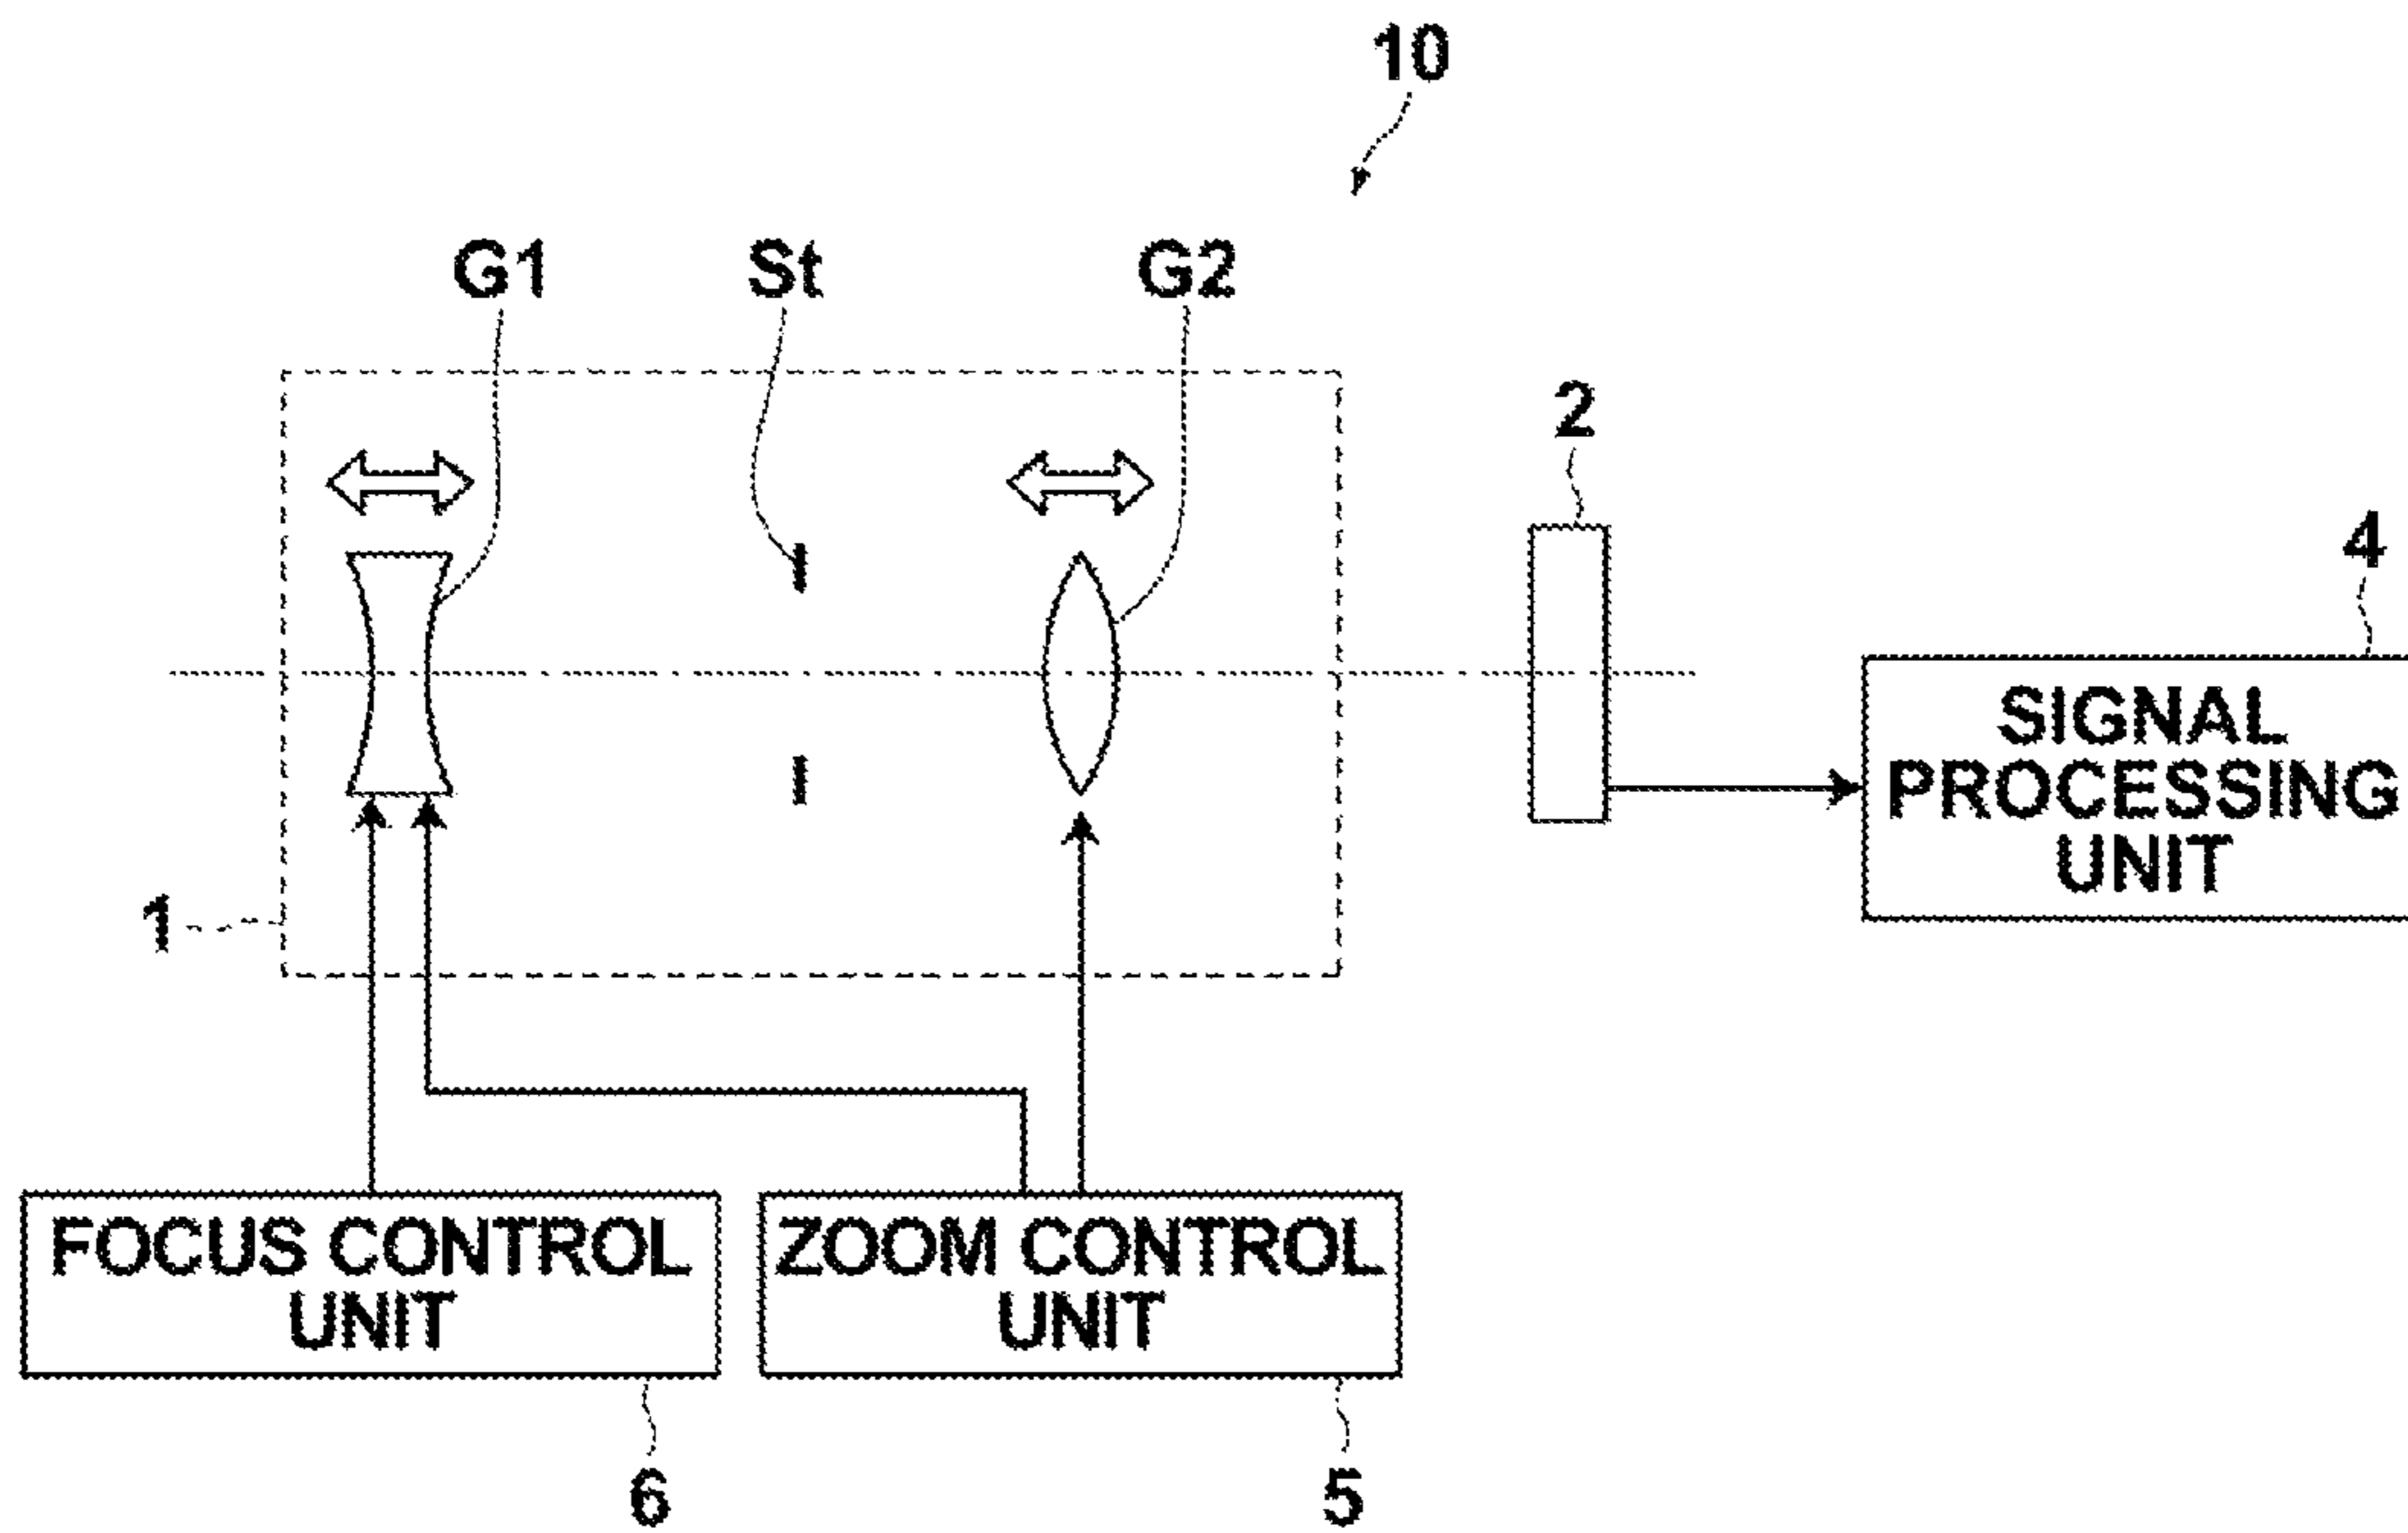 10
G1 St G2
2
4
SIGNAL
PROCESSING
UNIT
1
FOCUS CONTROL
UNIT
ZOOM CONTROL
UNIT
6 5